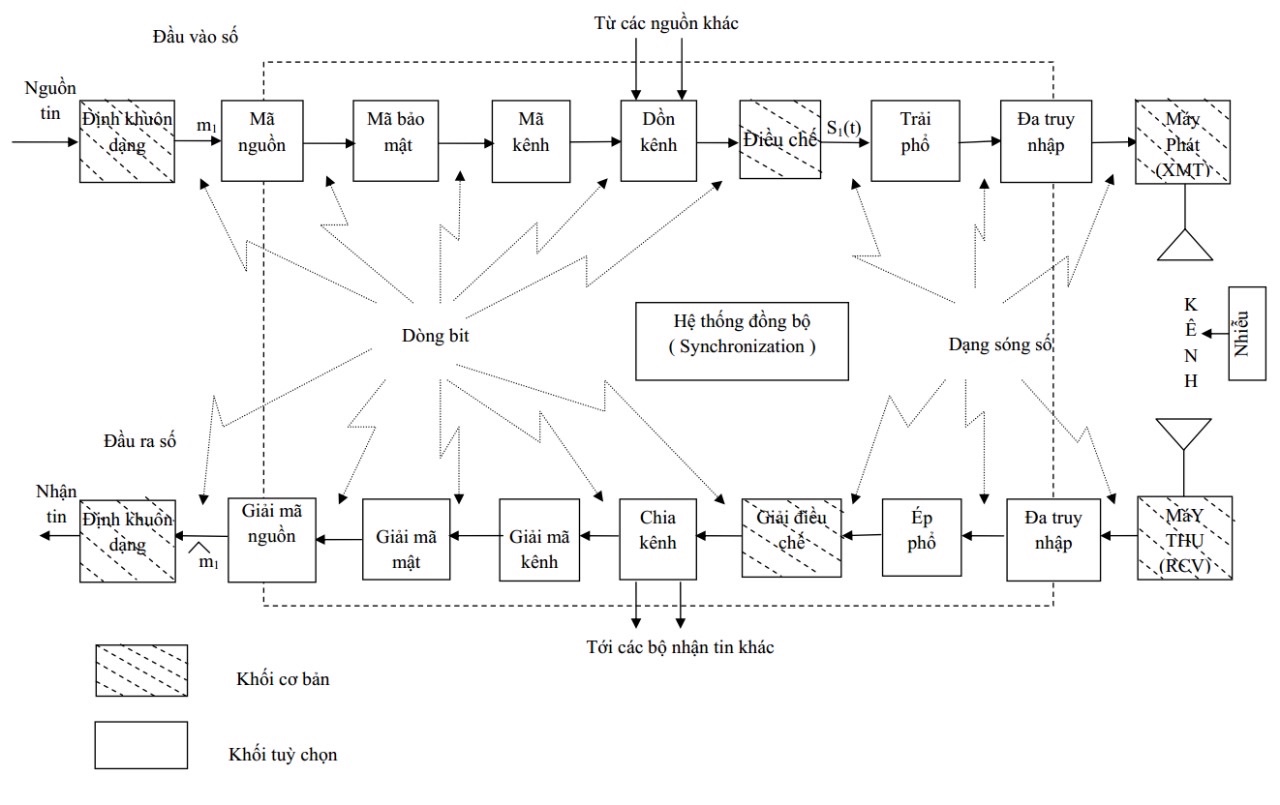 Từ các nguồn khác
Đầu vào số
Nguồn
tin
Định khuôn
dạng
m1
Mã
nguồn
Mã bảo
mật
Mã
kênh
Dồn
kênh
Điều chế
S1(t)
Trải
phổ
Đa truy
nhập
Máy
Phát
(XMT)
Dòng bit
Hệ thống đồng bộ
( Synchronization )
Dạng sóng số
K
Ê
N
H
Nhiễu
Đầu ra số
Nhận
tin
Định khuôn
dạng
m1
Giải mã
nguồn
Giải mã
mật
Giải mã
kênh
Chia
kênh
Giải điều
chế
Ép
phổ
Đa truy
nhập
MáY
THU
(RCV)
Tới các bộ nhận tin khác
Khối cơ bản
Khối tuỳ chọn